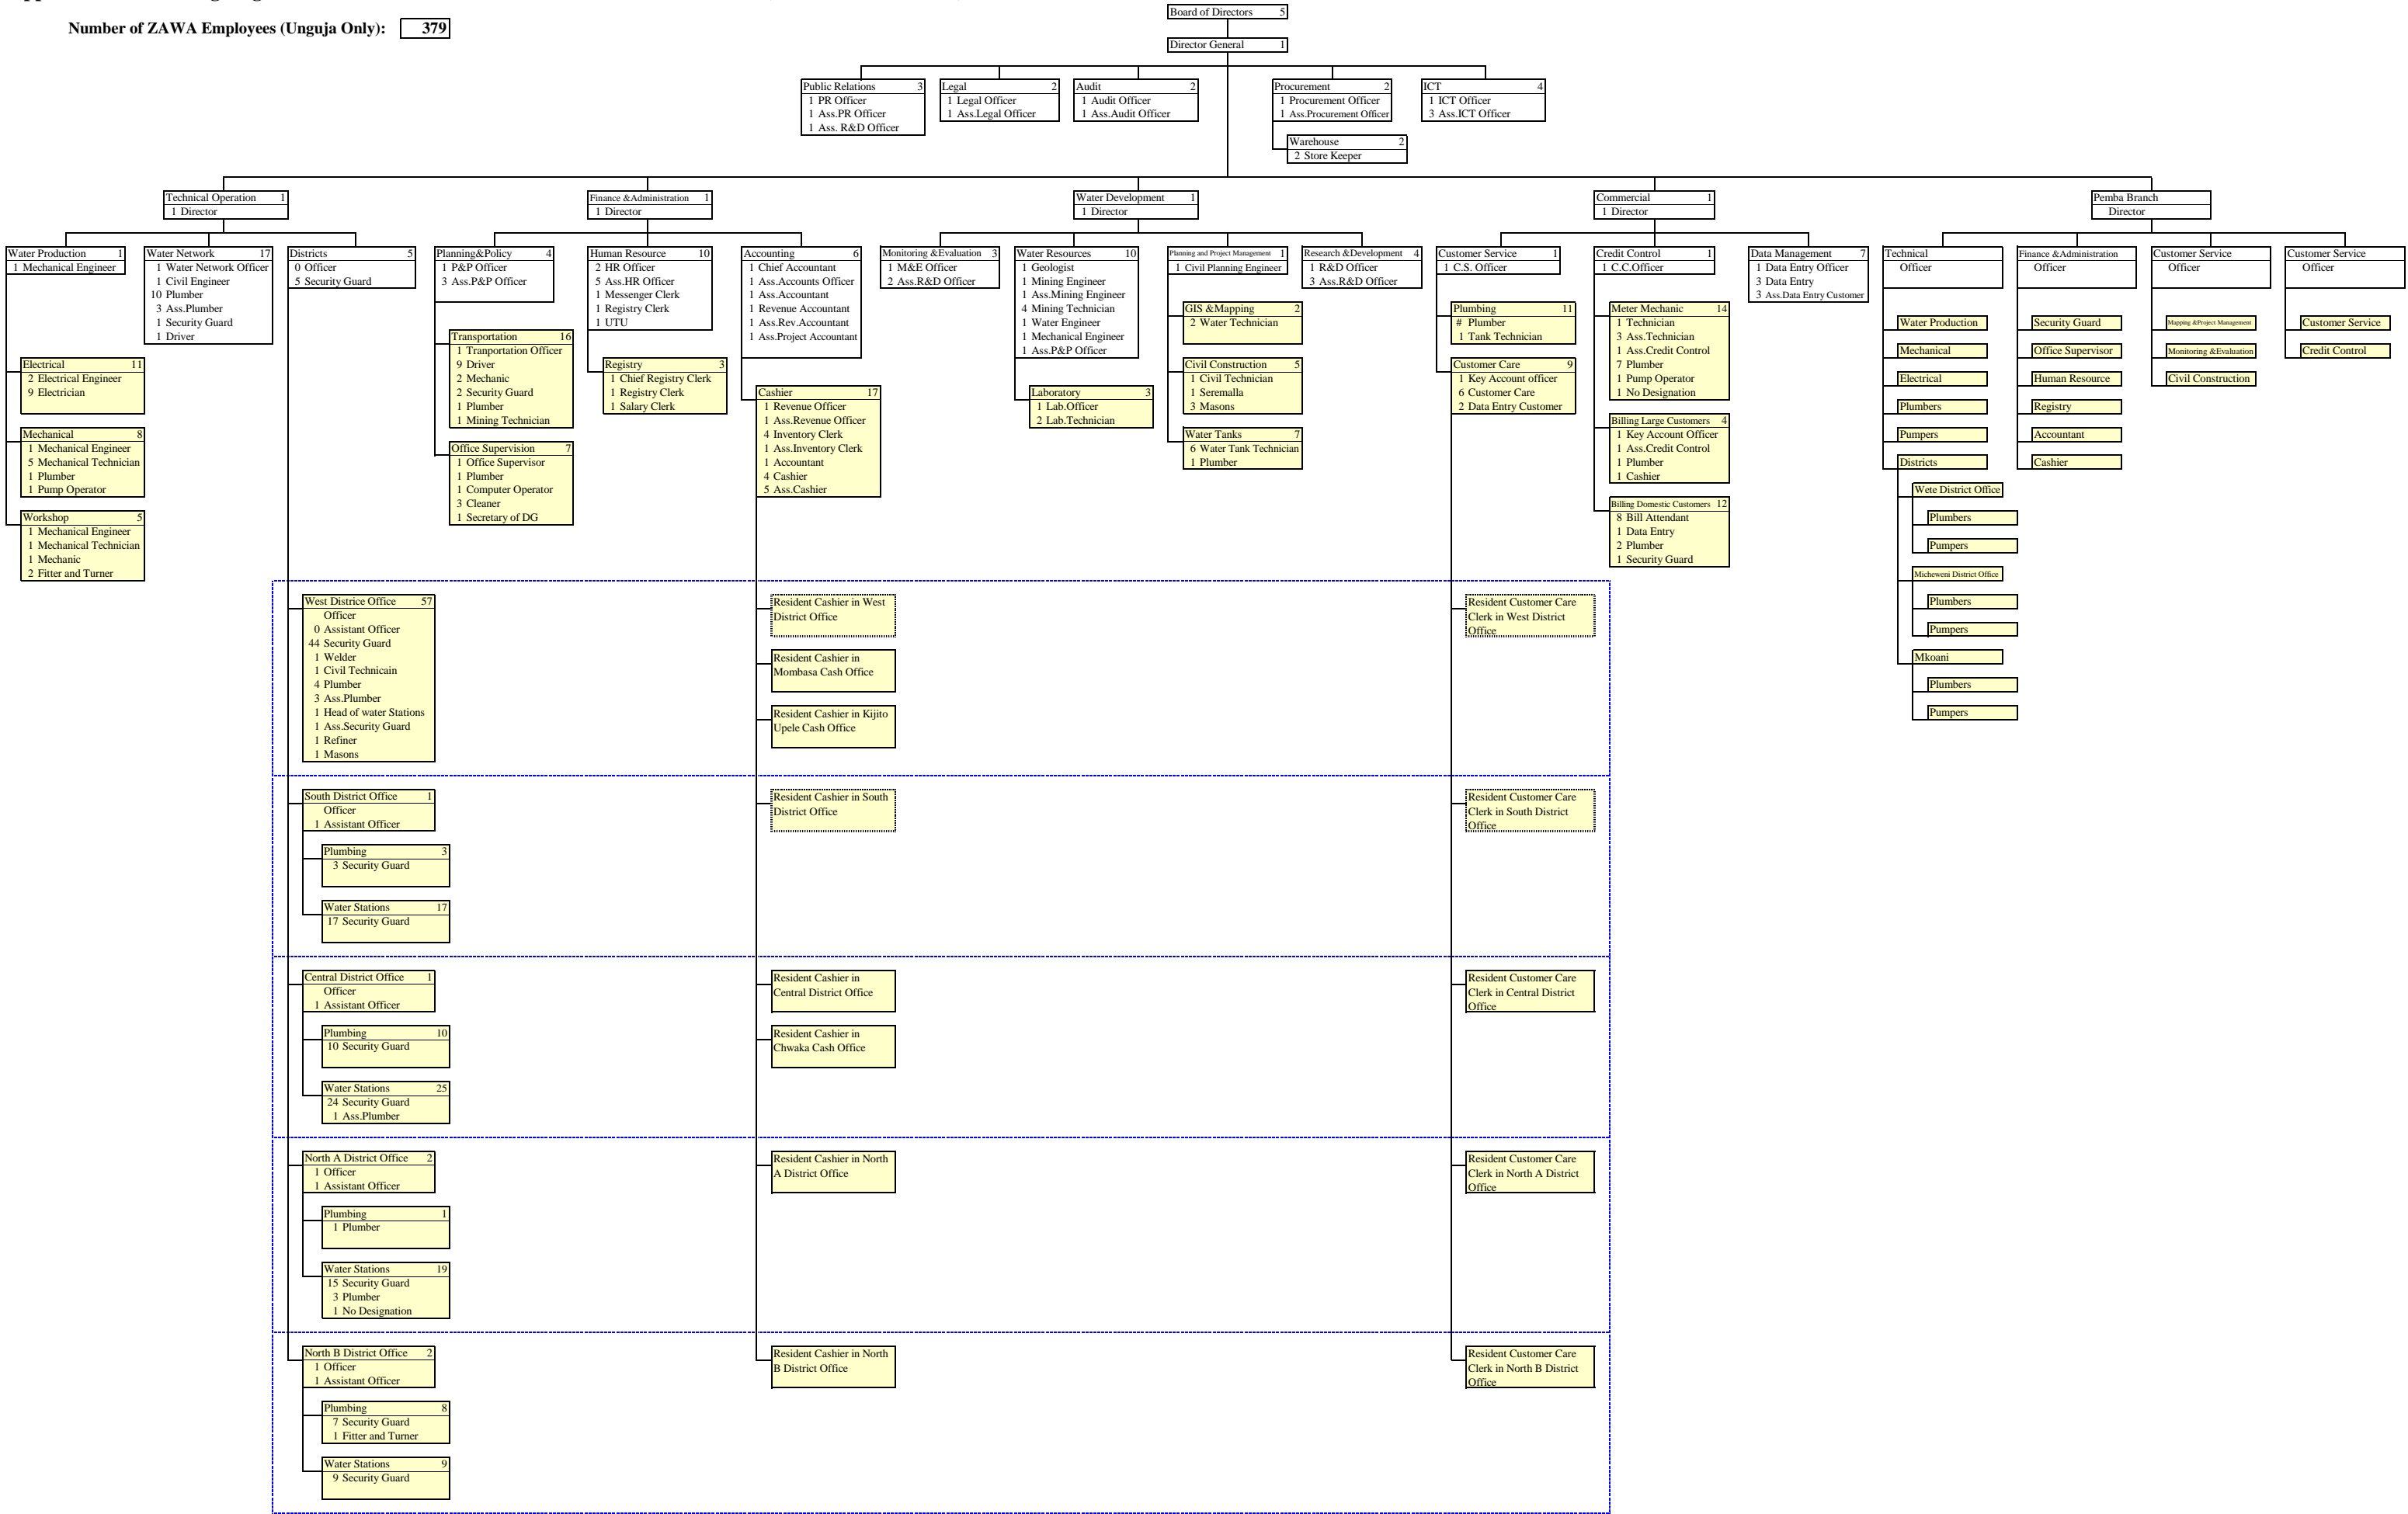 Number of ZAWA Employees (Unguja Only): 379
Board of Directors 5
Director General 1
Public Relations 3
1 PR Officer
1 Ass.PR Officer
1 Ass. R&D Officer
Legal 2
1 Legal Officer
1 Ass.Legal Officer
Audit 2
1 Audit Officer
1 Ass.Audit Officer
Procurement 2
1 Procurement Officer
1 Ass.Procurement Officer
Warehouse 2
2 Store Keeper
ICT 4
1 ICT Officer
3 Ass.ICT Officer
Technical Operation 1
1 Director
Finance &Administration 1
1 Director
Water Development 1
1 Director
Commercial 1
1 Director
Pemba Branch
Director
Water Production 1
1 Mechanical Engineer
Electrical 11
2 Electrical Engineer
9 Electrician
Mechanical 8
1 Mechanical Engineer
5 Mechanical Technician
1 Plumber
1 Pump Operator
Workshop 5
1 Mechanical Engineer
1 Mechanical Technician
1 Mechanic
2 Fitter and Turner
Water Network 17
1 Water Network Officer
1 Civil Engineer
10 Plumber
3 Ass.Plumber
1 Security Guard
1 Driver
Districts 5
0 Officer
5 Security Guard
Planning&Policy 4
1 P&P Officer
3 Ass.P&P Officer
Transportation 16
1 Tranportation Officer
9 Driver
2 Mechanic
2 Security Guard
1 Plumber
1 Mining Technician
Office Supervision 7
1 Office Supervisor
1 Plumber
1 Computer Operator
3 Cleaner
1 Secretary of DG
Human Resource 10
2 HR Officer
5 Ass.HR Officer
1 Messenger Clerk
1 Registry Clerk
1 UTU
Registry 3
1 Chief Registry Clerk
1 Registry Clerk
1 Salary Clerk
Accounting 6
1 Chief Accountant
1 Ass.Accounts Officer
1 Ass.Accountant
1 Revenue Accountant
1 Ass.Rev.Accountant
1 Ass.Project Accountant
Cashier 17
1 Revenue Officer
1 Ass.Revenue Officer
4 Inventory Clerk
1 Ass.Inventory Clerk
1 Accountant
4 Cashier
5 Ass.Cashier
Monitoring &Evaluation 3
1 M&E Officer
2 Ass.R&D Officer
Water Resources 10
1 Geologist
1 Mining Engineer
1 Ass.Mining Engineer
4 Mining Technician
1 Water Engineer
1 Mechanical Engineer
1 Ass.P&P Officer
Laboratory 3
1 Lab.Officer
2 Lab.Technician
Planning and Project Management 1
1 Civil Planning Engineer
GIS &Mapping 2
2 Water Technician
Civil Construction 5
1 Civil Technician
1 Seremalla
3 Masons
Water Tanks 7
6 Water Tank Technician
1 Plumber
Research &Development 4
1 R&D Officer
3 Ass.R&D Officer
Customer Service 1
1 C.S. Officer
Plumbing 11
# Plumber
1 Tank Technician
Customer Care 9
1 Key Account officer
6 Customer Care
2 Data Entry Customer
Credit Control 1
1 C.C.Officer
Meter Mechanic 14
1 Technician
3 Ass.Technician
1 Ass.Credit Control
7 Plumber
1 Pump Operator
1 No Designation
Billing Large Customers 4
1 Key Account Officer
1 Ass.Credit Control
1 Plumber
1 Cashier
Billing Domestic Customers 12
8 Bill Attendant
1 Data Entry
2 Plumber
1 Security Guard
Data Management 7
1 Data Entry Officer
3 Data Entry
3 Ass.Data Entry Customer
Technical
Officer
Water Production
Mechanical
Electrical
Plumbers
Pumpers
Districts
Wete District Office
Plumbers
Pumpers
Micheweni District Office
Plumbers
Pumpers
Mkoani
Plumbers
Pumpers
Finance &Administration
Officer
Security Guard
Office Supervisor
Human Resource
Registry
Accountant
Cashier
Customer Service
Officer
Mapping &Project Management
Monitoring &Evaluation
Civil Construction
Customer Service
Officer
Customer Service
Credit Control
West Districe Office 57
Officer
0 Assistant Officer
44 Security Guard
1 Welder
1 Civil Technicain
4 Plumber
3 Ass.Plumber
1 Head of water Stations
1 Ass.Security Guard
1 Refiner
1 Masons
Resident Cashier in West
District Office
Resident Cashier in
Mombasa Cash Office
Resident Cashier in Kijito
Upele Cash Office
Resident Customer Care
Clerk in West District
Office
South District Office 1
Officer
1 Assistant Officer
Plumbing 3
3 Security Guard
Water Stations 17
17 Security Guard
Resident Cashier in South
District Office
Resident Customer Care
Clerk in South District
Office
Central District Office 1
Officer
1 Assistant Officer
Plumbing 10
10 Security Guard
Water Stations 25
24 Security Guard
1 Ass.Plumber
Resident Cashier in
Central District Office
Resident Cashier in
Chwaka Cash Office
Resident Customer Care
Clerk in Central District
Office
North A District Office 2
1 Officer
1 Assistant Officer
Plumbing 1
1 Plumber
Water Stations 19
15 Security Guard
3 Plumber
1 No Designation
Resident Cashier in North
A District Office
Resident Customer Care
Clerk in North A District
Office
North B District Office 2
1 Officer
1 Assistant Officer
Plumbing 8
7 Security Guard
1 Fitter and Turner
Water Stations 9
9 Security Guard
Resident Cashier in North
B District Office
Resident Customer Care
Clerk in North B District
Office